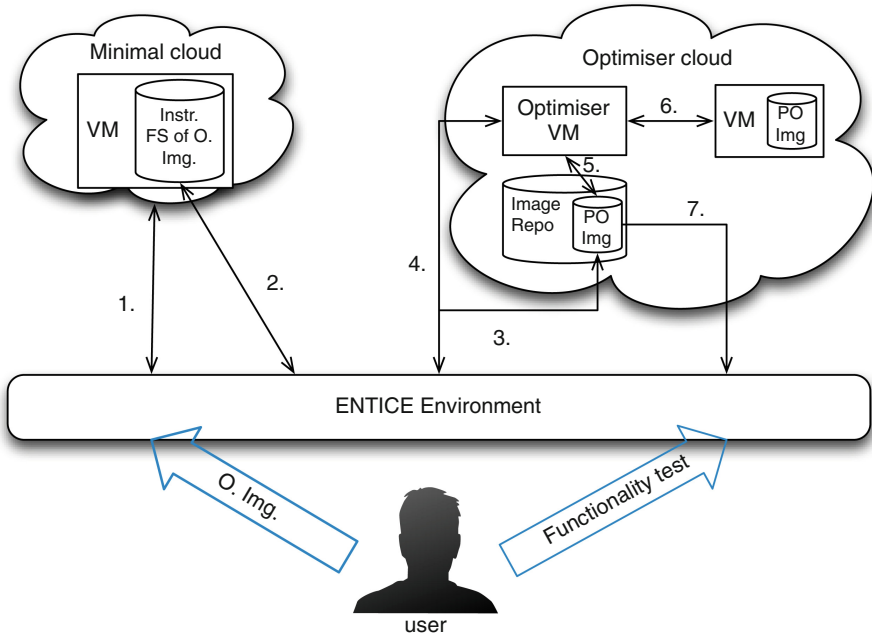 Minimal cloud
VM
Instr.
FS of O.
Img.
Optimiser cloud
Optimiser
VM
6.
VM
PO
Img
5.
Image
Repo
PO
Img
7.
4.
3.
1.
2.
ENTICE Environment
O. Img.
Functionality test
user